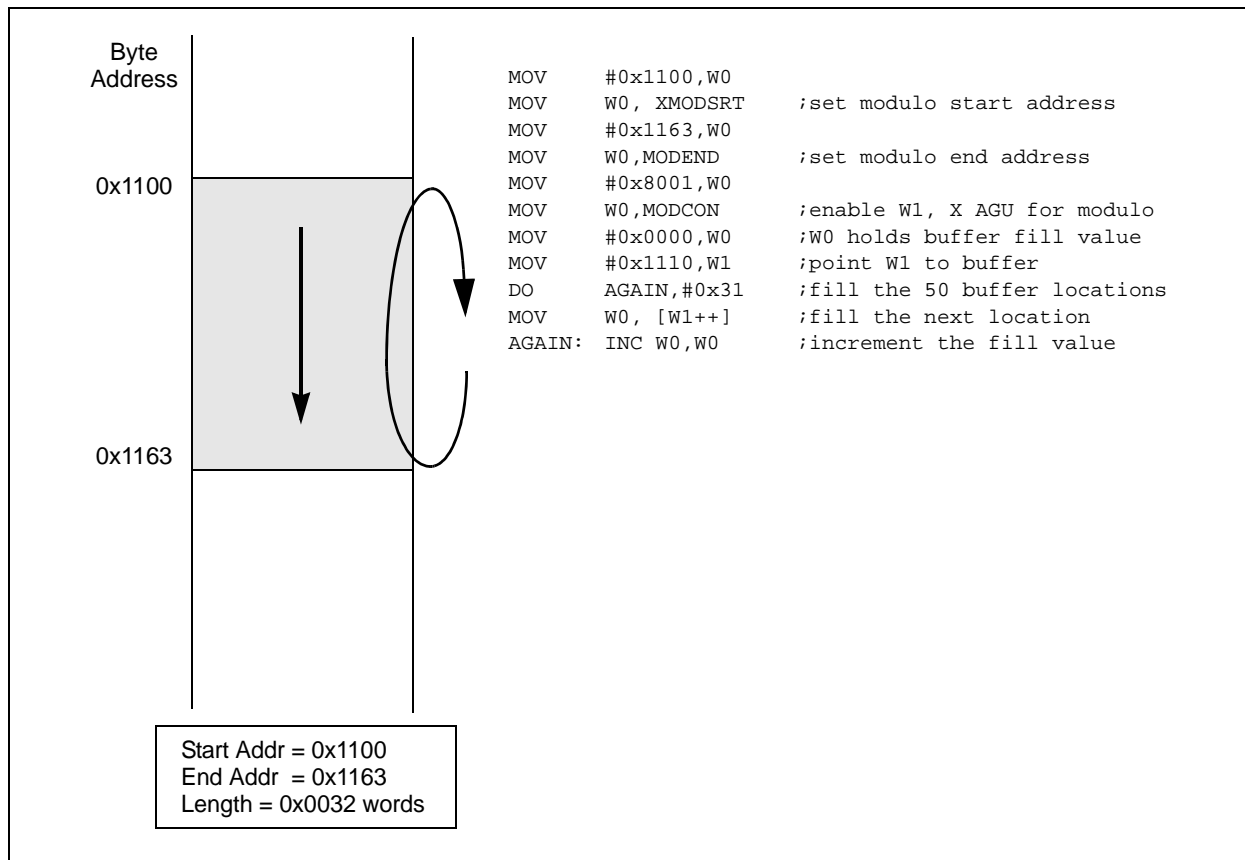 Byte
Address
0x1100
0x1163
MOV #0x1100,W0
MOV W0, XMODSRT ;set modulo start address
MOV #0x1163,W0
MOV W0,MODEND ;set modulo end address
MOV #0x8001,W0
MOV W0,MODCON ;enable W1, X AGU for modulo
MOV #0x0000,W0 ;W0 holds buffer fill value
MOV #0x1110,W1 ;point W1 to buffer
DO AGAIN,#0x31 ;fill the 50 buffer locations
MOV W0, [W1++] ;fill the next location
AGAIN: INC W0,W0 ;increment the fill value
Start Addr = 0x1100
End Addr = 0x1163
Length = 0x0032 words